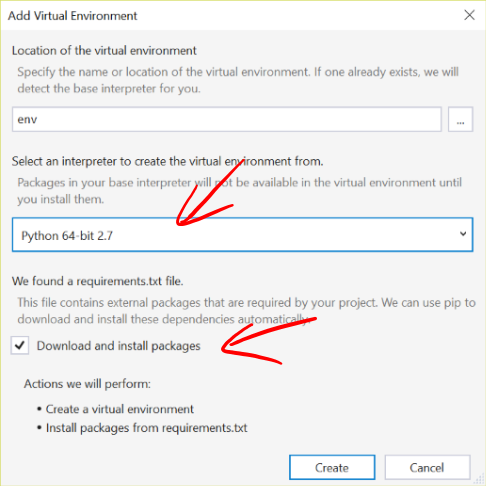 Add Virtual Environment
Location of the virtual environment
Specify the name or location of the virtual environment. If one already exists, we will
detect the base interpreter for you.
env
...
Select an interpreter to create the virtual environment from.
Packages in your base interpreter will not be available in the virtual environment until
you install them.
Python 64-bit 2.7
We found a requirements.txt file.
This file contains external packages that are required by your project. We can use pip to
download and install these dependencies automatically.
Download and install packages
Actions we will perform:
• Create a virtual environment
• Install packages from requirements.txt
Create
Cancel